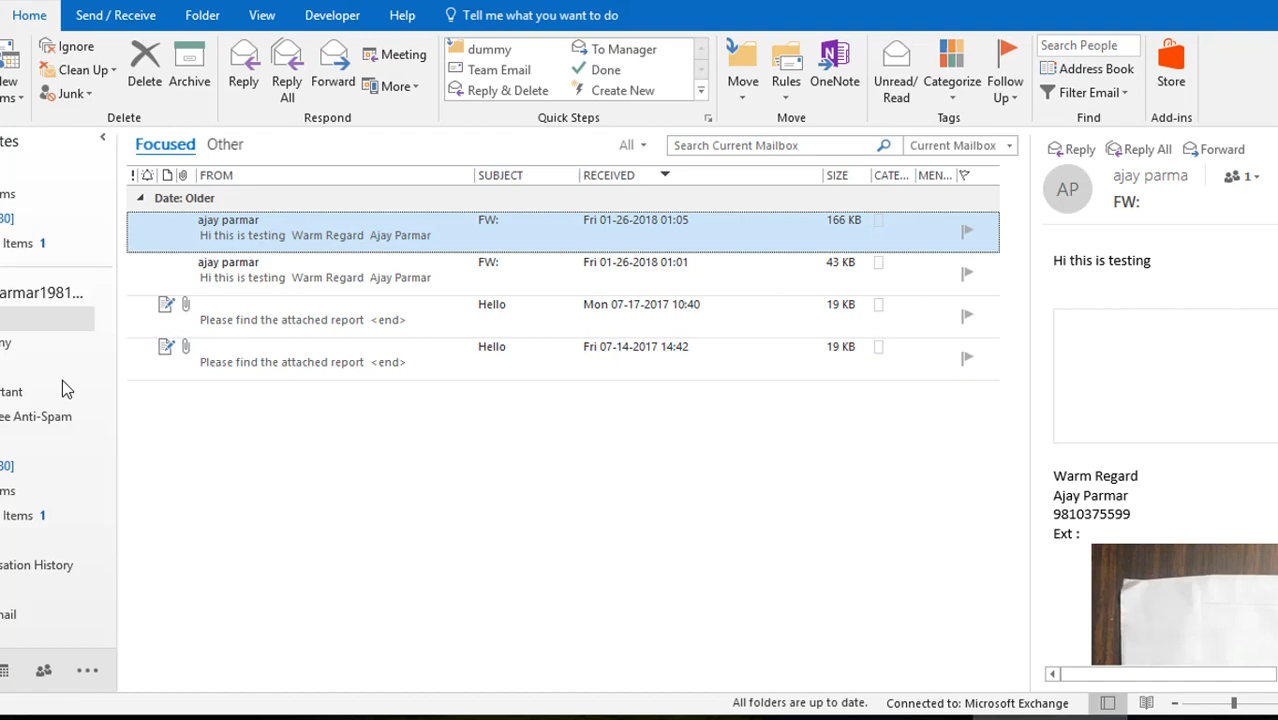 Home Send / Receive Folder View Developer Help Tell me what you want to do
Ignore
Clean Up
Junk
Delete
Archive
Delete
Reply
Reply All
Forward
Meeting
More
Respond
dummy
Team Email
Reply & Delete
To Manager
Done
Create New
Quick Steps
Move
Rules
OneNote
Move
Unread/ Read
Categorize
Follow Up
Tags
Search People
Address Book
Filter Email
Find
Store
Add-ins
30]
Items 1
armar1981...
ee Anti-Spam
30]
Items 1
Focused Other All Search Current Mailbox Current Mailbox
! FROM SUBJECT RECEIVED SIZE CATE... MEN...
Date: Older
ajay parmar FW: Fri 01-26-2018 01:05 166 KB
Hi this is testing Warm Regard Ajay Parmar
ajay parmar FW: Fri 01-26-2018 01:01 43 KB
Hi this is testing Warm Regard Ajay Parmar
Hello Mon 07-17-2017 10:40 19 KB
Please find the attached report <end>
Hello Fri 07-14-2017 14:42 19 KB
Please find the attached report <end>
Reply Reply All Forward
AP
ajay parma
1
FW:
Hi this is testing
Warm Regard
Ajay Parmar
9810375599
Ext :
All folders are up to date. Connected to: Microsoft Exchange